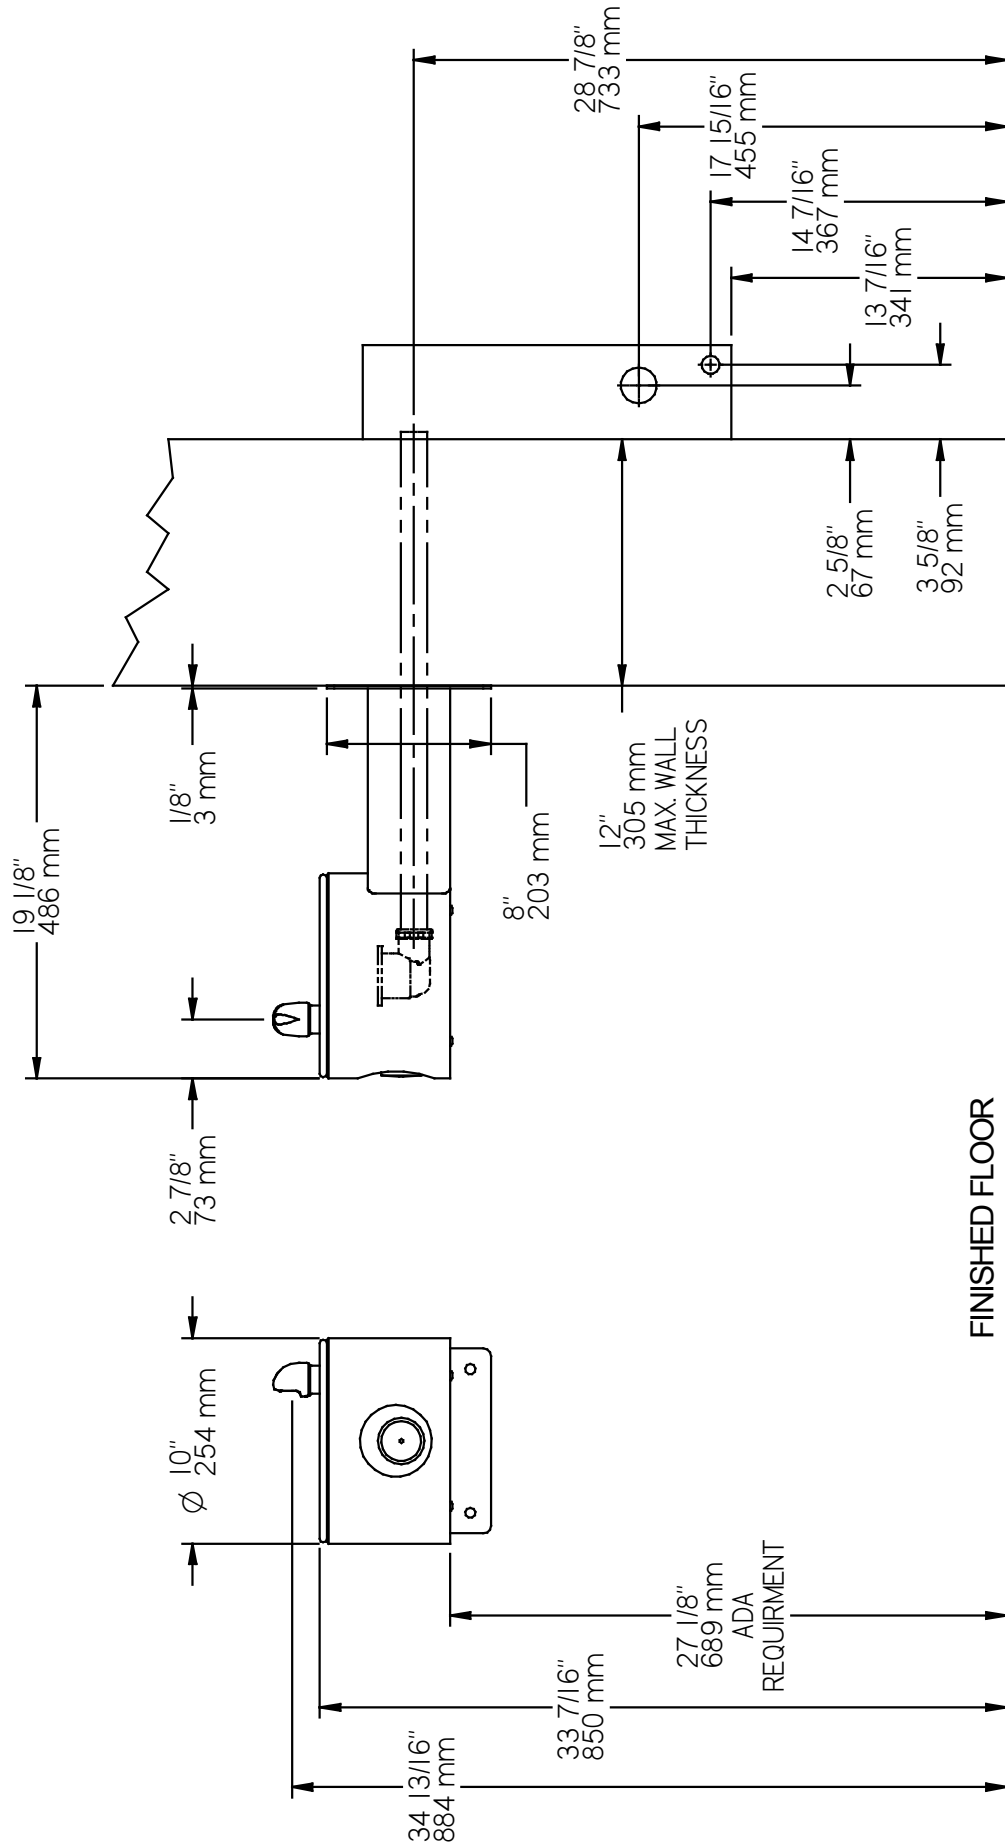 34 13/16"
884 mm
33 7/16"
850 mm
27 1/8"
689 mm
ADA
REQUIRMENT
Ø 10"
254 mm
FINISHED FLOOR
2 7/8"
73 mm
19 1/8"
486 mm
1/8"
3 mm
8"
203 mm
12"
305 mm
MAX. WALL
THICKNESS
2 5/8"
67 mm
3 5/8"
92 mm
13 7/16"
341 mm
14 7/16"
367 mm
17 15/16"
455 mm
28 7/8"
733 mm